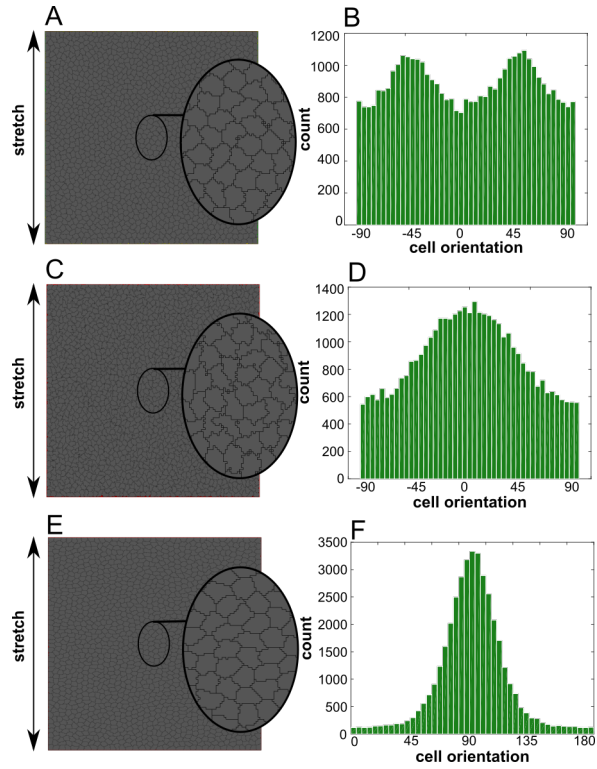 A
stretch
B
1200
1000
800
600
400
200
0
count
-90 -45 0 45 90
cell orientation
C
stretch
D
1400
1200
1000
800
600
400
200
0
count
-90 -45 0 45 90
cell orientation
E
stretch
F
3500
3000
2500
2000
1500
1000
500
0
count
0 45 90 135 180
cell orientation